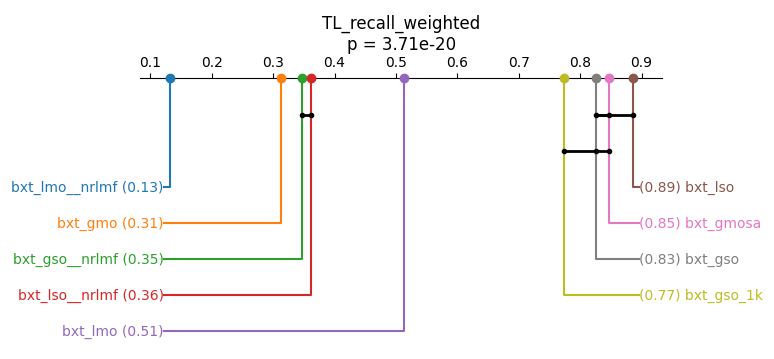 TL_recall_weighted
p = 3.71e-20
0.1 0.2 0.3 0.4 0.5 0.6 0.7 0.8 0.9
bxt_lmo__nrlmf (0.13) (0.89) bxt_lso
bxt_gmo (0.31) (0.85) bxt_gmosa
bxt_gso__nrlmf (0.35) (0.83) bxt_gso
bxt_lso__nrlmf (0.36) (0.77) bxt_gso_1k
bxt_lmo (0.51)